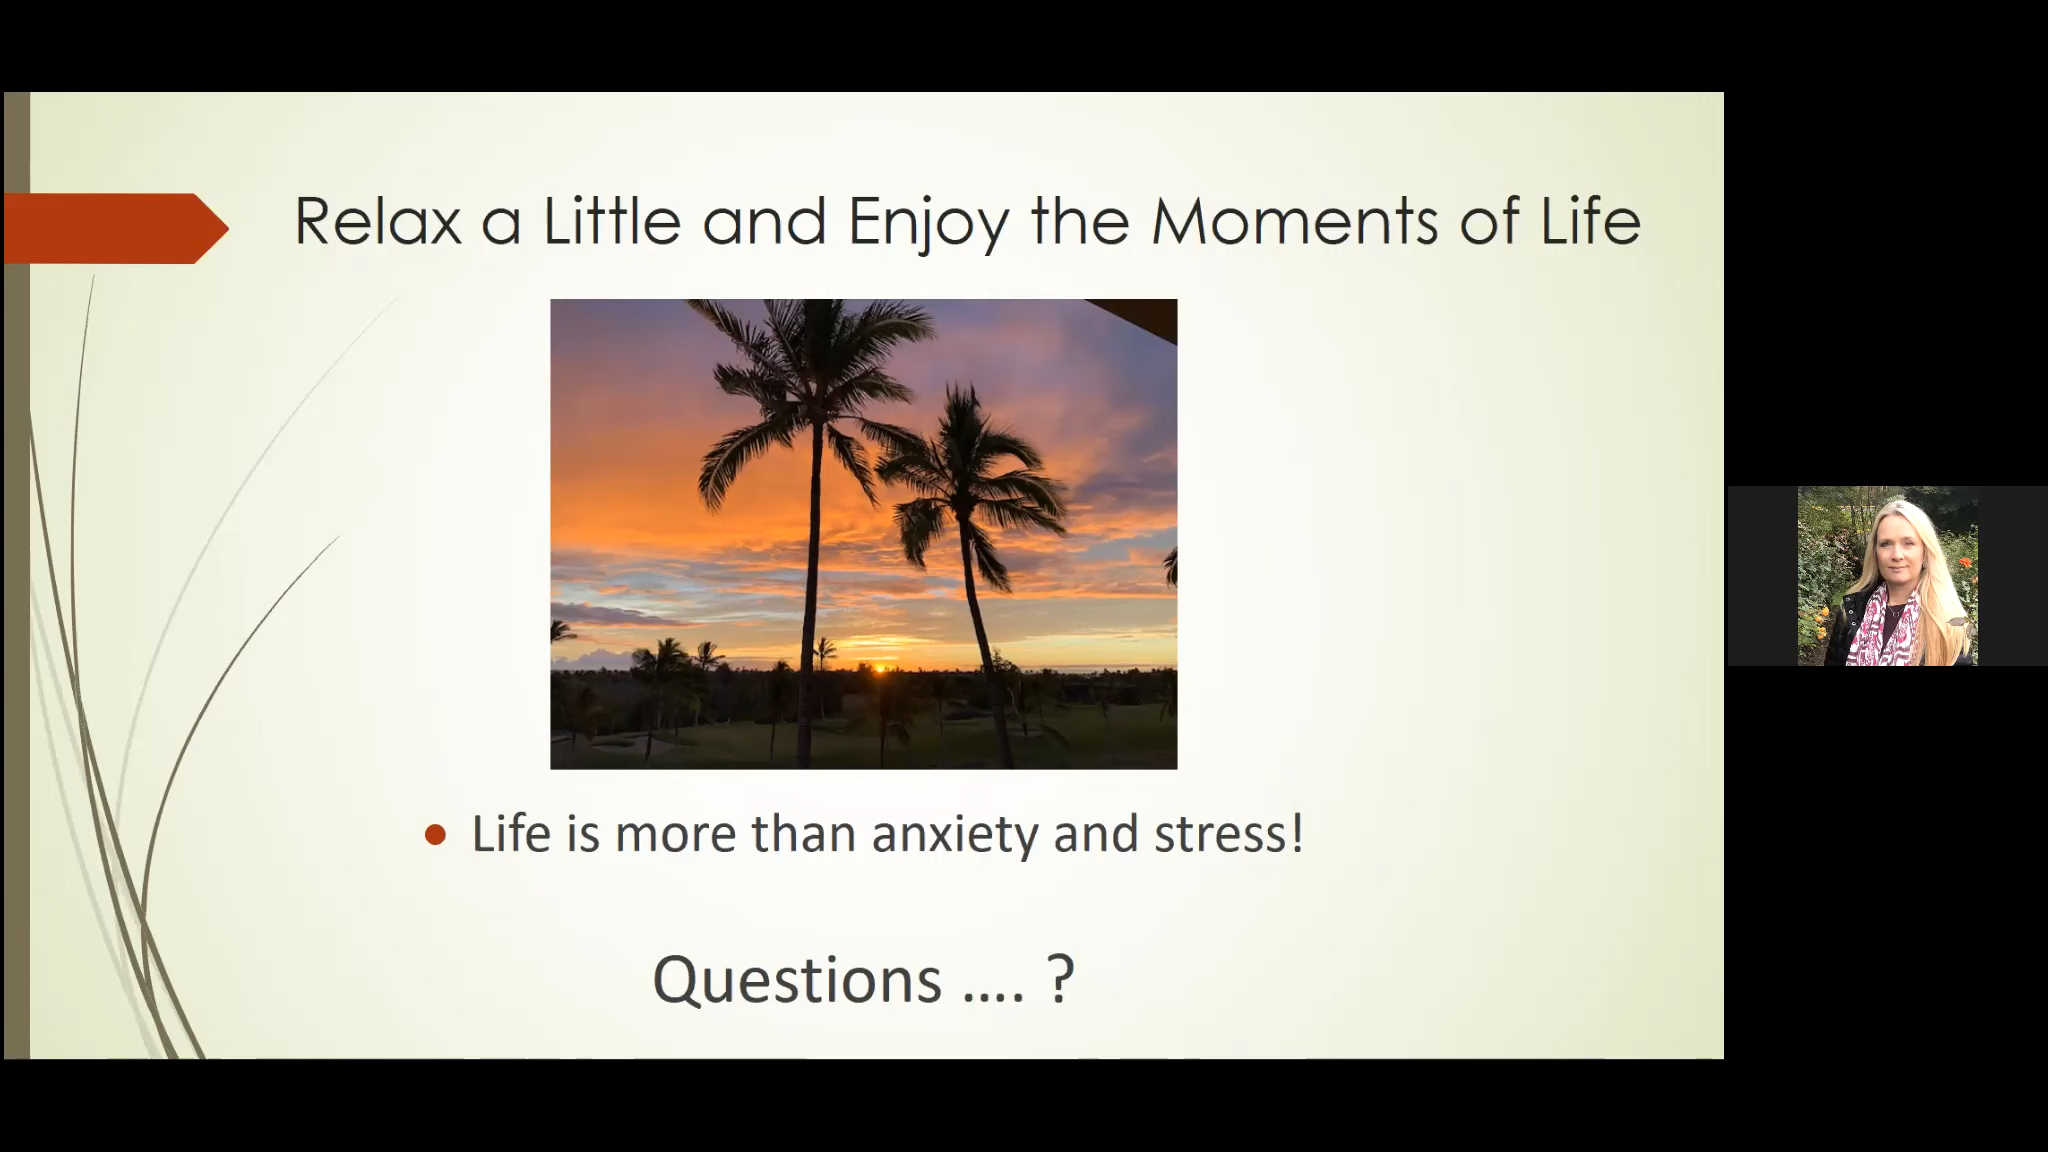 Relax a Little and Enjoy the Moments of Life
Life is more than anxiety and stress!
Questions .... ?